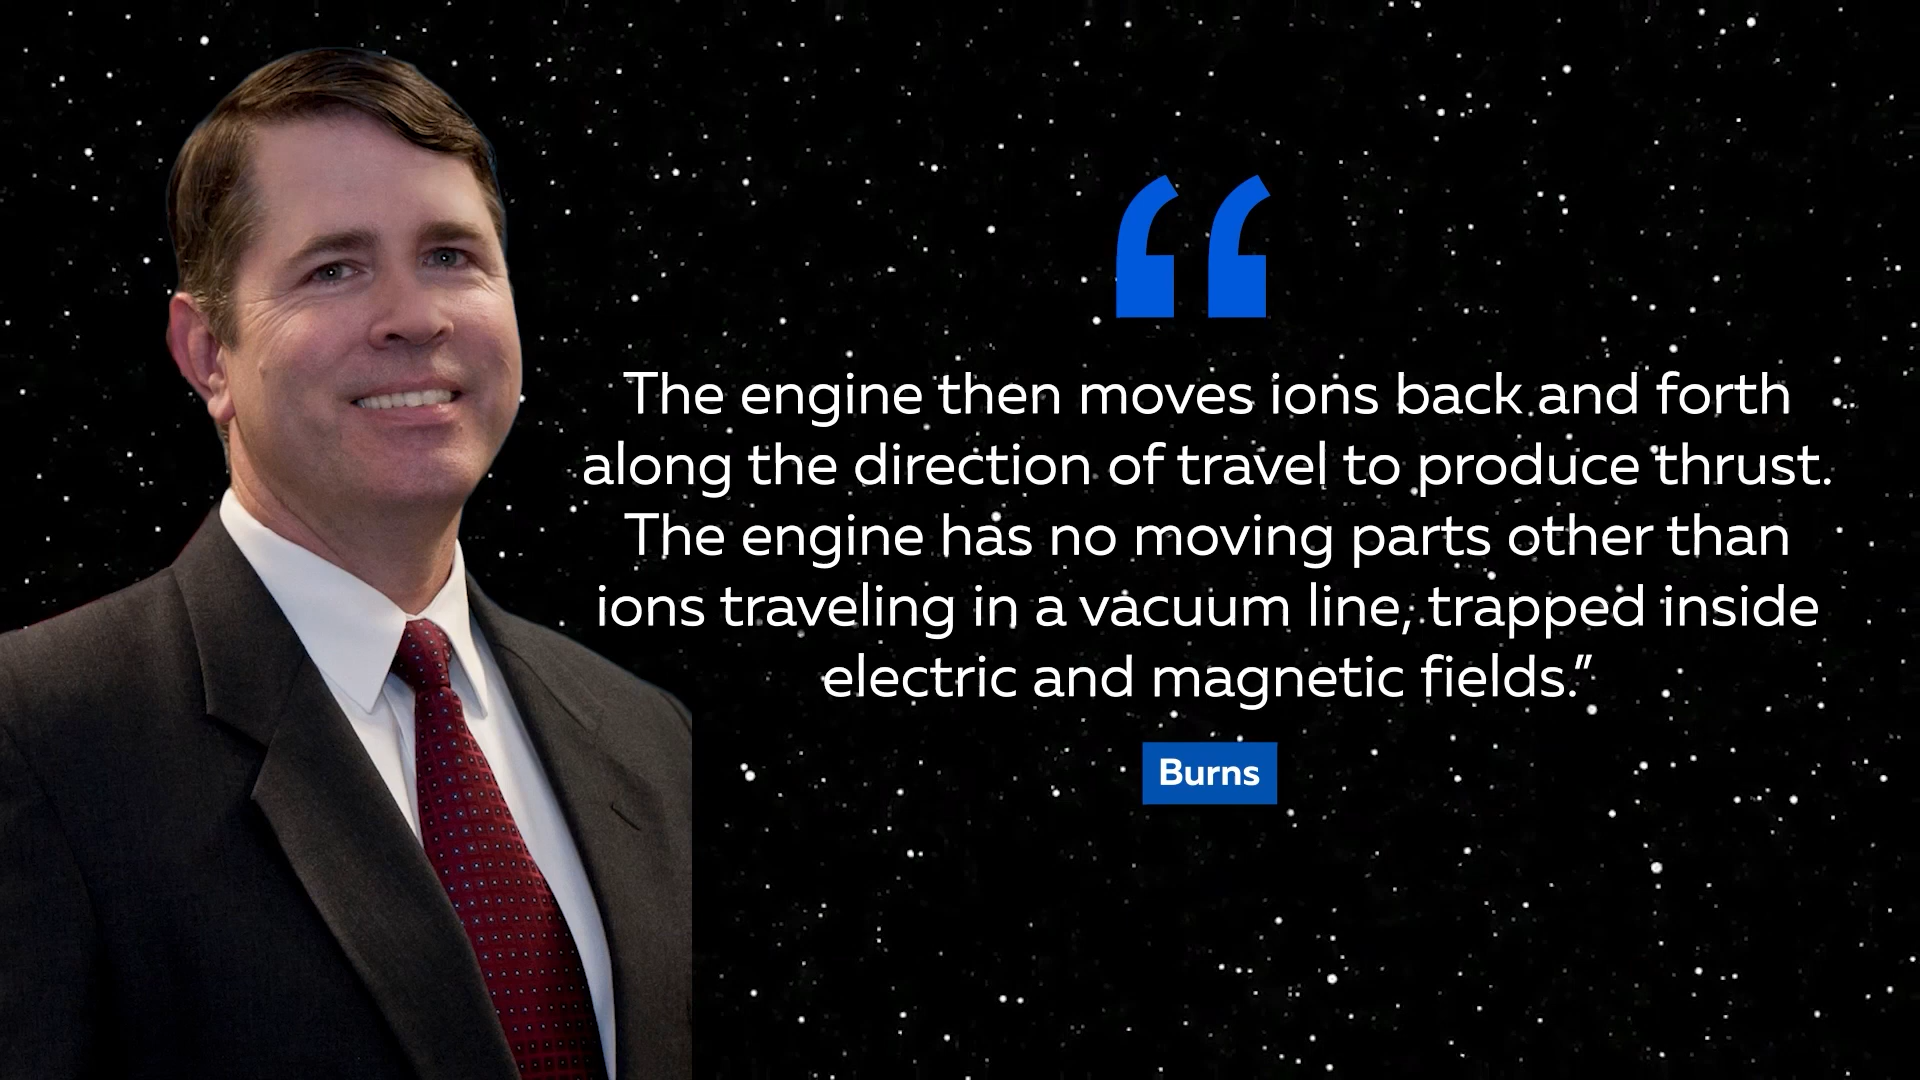 “
The engine then moves ions back and forth
along the direction of travel to produce thrust.
The engine has no moving parts other than
ions traveling in a vacuum line, trapped inside
electric and magnetic fields.”
Burns